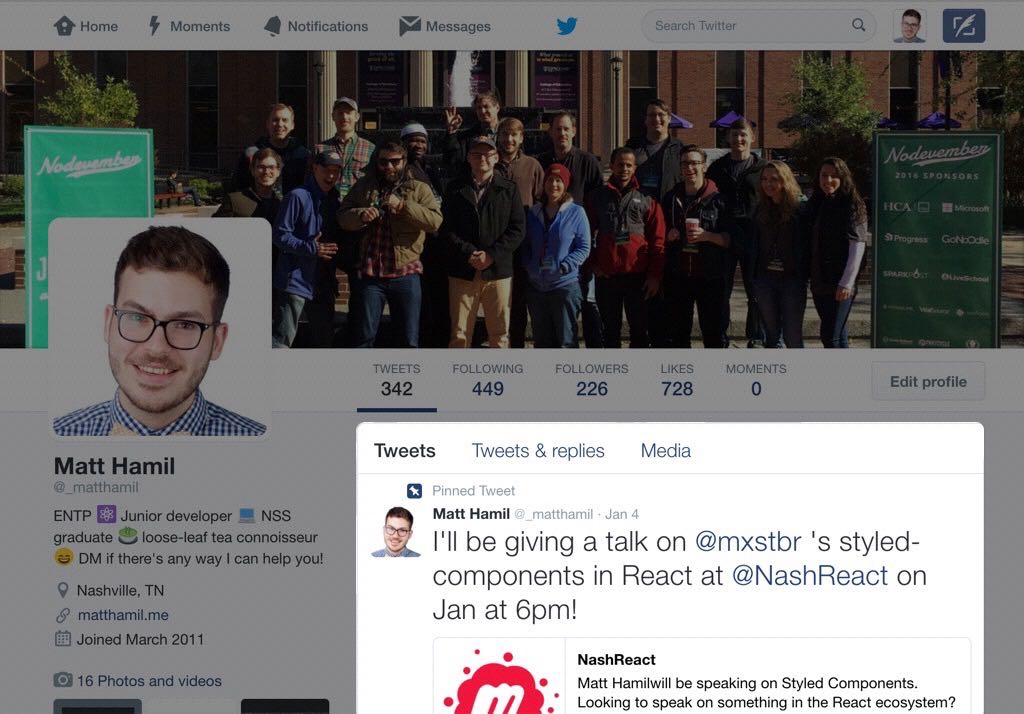 Home
Moments
Notifications
Messages
Search Twitter
Nodevember
Nodevember
2016 SPONSORS
HCA
Microsoft
Progress
GoNoodle
SPARKPOST
LiveSchool
TWEETS
342
FOLLOWING
449
FOLLOWERS
226
LIKES
728
MOMENTS
0
Edit profile
Matt Hamil
@_matthamil
ENTP Junior developer NSS
graduate loose-leaf tea connoisseur
DM if there's any way I can help you!
Nashville, TN
matthamil.me
Joined March 2011
16 Photos and videos
Tweets
Tweets & replies
Media
Pinned Tweet
Matt Hamil @_matthamil · Jan 4
I'll be giving a talk on @mxstbr 's styled-
components in React at @NashReact on
Jan at 6pm!
NashReact
Matt Hamilwill be speaking on Styled Components.
Looking to speak on something in the React ecosystem?